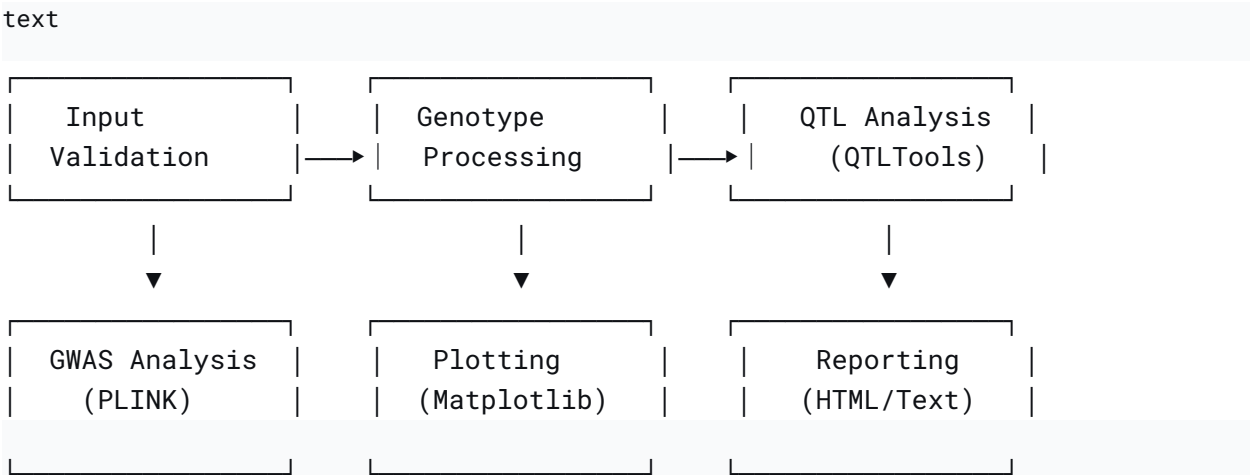 text
Input Genotype QTL Analysis
Validation Processing (QTLTools)
GWAS Analysis Plotting Reporting
(PLINK) (Matplotlib) (HTML/Text)